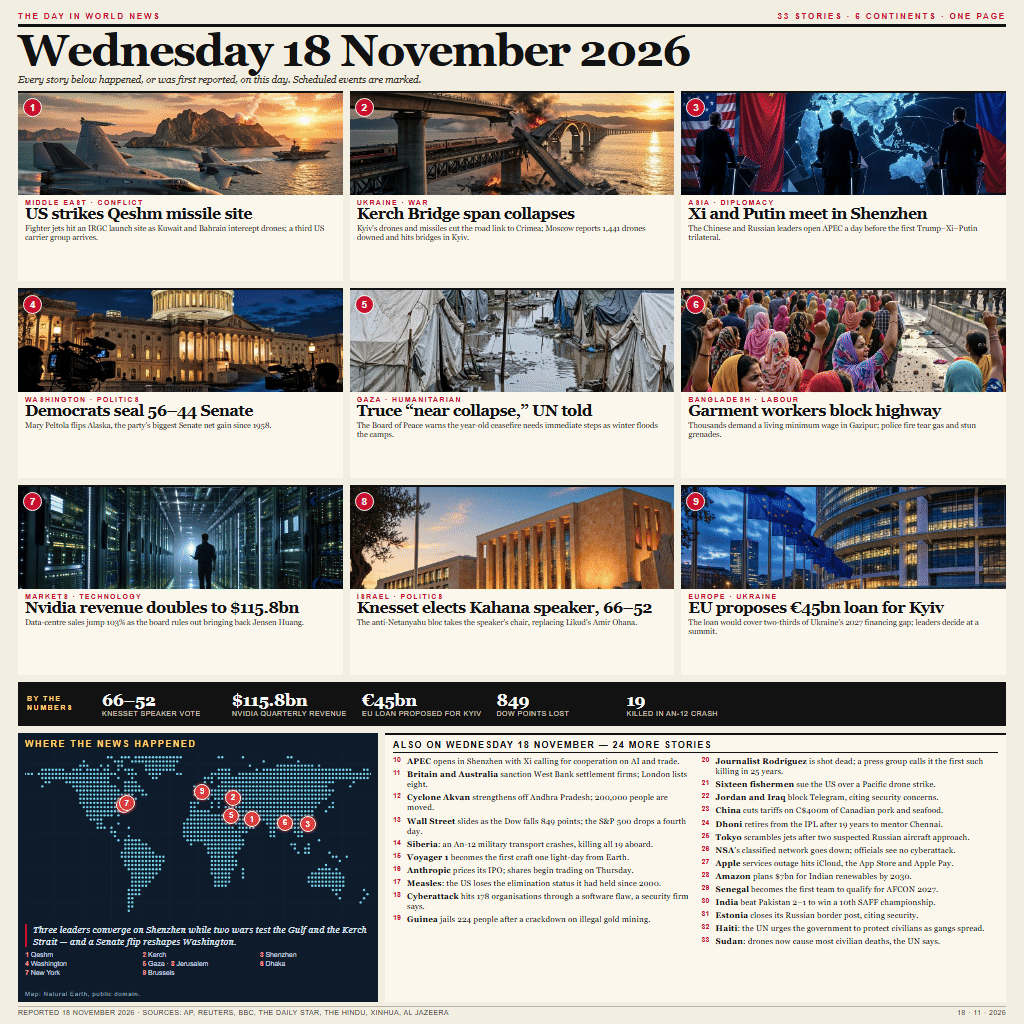 THE DAY IN WORLD NEWS
33 STORIES · 6 CONTINENTS · ONE PAGE
Wednesday 18 November 2026
Every story below happened, or was first reported, on this day. Scheduled events are marked.
1
MIDDLE EAST · CONFLICT
US strikes Qeshm missile site
Fighter jets hit an IRGC launch site as Kuwait and Bahrain intercept drones; a third US
carrier group arrives.
2
UKRAINE · WAR
Kerch Bridge span collapses
Kyiv's drones and missiles cut the road link to Crimea; Moscow reports 1,441 drones
downed and hits bridges in Kyiv.
3
ASIA · DIPLOMACY
Xi and Putin meet in Shenzhen
The Chinese and Russian leaders open APEC a day before the first Trump–Xi–Putin
trilateral.
4
WASHINGTON · POLITICS
Democrats seal 56–44 Senate
Mary Peltola flips Alaska, the party's biggest Senate net gain since 1958.
5
GAZA · HUMANITARIAN
Truce “near collapse,” UN told
The Board of Peace warns the year-old ceasefire needs immediate steps as winter floods
the camps.
6
BANGLADESH · LABOUR
Garment workers block highway
Thousands demand a living minimum wage in Gazipur; police fire tear gas and stun
grenades.
7
MARKETS · TECHNOLOGY
Nvidia revenue doubles to $115.8bn
Data-centre sales jump 103% as the board rules out bringing back Jensen Huang.
8
ISRAEL · POLITICS
Knesset elects Kahana speaker, 66–52
The anti-Netanyahu bloc takes the speaker's chair, replacing Likud's Amir Ohana.
9
EUROPE · UKRAINE
EU proposes €45bn loan for Kyiv
The loan would cover two-thirds of Ukraine's 2027 financing gap; leaders decide at a
summit.
BY THE
NUMBERS
66–52
KNESSET SPEAKER VOTE
$115.8bn
NVIDIA QUARTERLY REVENUE
€45bn
EU LOAN PROPOSED FOR KYIV
849
DOW POINTS LOST
19
KILLED IN AN-12 CRASH
WHERE THE NEWS HAPPENED
7
9
2
5
1
6
3
Three leaders converge on Shenzhen while two wars test the Gulf and the Kerch
Strait — and a Senate flip reshapes Washington.
1 Qeshm
2 Kerch
3 Shenzhen
4 Washington
5 Gaza · 8 Jerusalem
6 Dhaka
7 New York
9 Brussels
Map: Natural Earth, public domain.
ALSO ON WEDNESDAY 18 NOVEMBER — 24 MORE STORIES
10 APEC opens in Shenzhen with Xi calling for cooperation on AI and trade.
11 Britain and Australia sanction West Bank settlement firms; London lists
eight.
12 Cyclone Akvan strengthens off Andhra Pradesh; 200,000 people are
moved.
13 Wall Street slides as the Dow falls 849 points; the S&P 500 drops a fourth
day.
14 Siberia: an An-12 military transport crashes, killing all 19 aboard.
15 Voyager 1 becomes the first craft one light-day from Earth.
16 Anthropic prices its IPO; shares begin trading on Thursday.
17 Measles: the US loses the elimination status it had held since 2000.
18 Cyberattack hits 178 organisations through a software flaw, a security firm
says.
19 Guinea jails 224 people after a crackdown on illegal gold mining.
20 Journalist Rodríguez is shot dead; a press group calls it the first such
killing in 25 years.
21 Sixteen fishermen sue the US over a Pacific drone strike.
22 Jordan and Iraq block Telegram, citing security concerns.
23 China cuts tariffs on C$40m of Canadian pork and seafood.
24 Dhoni retires from the IPL after 19 years to mentor Chennai.
25 Tokyo scrambles jets after two suspected Russian aircraft approach.
26 NSA's classified network goes down; officials see no cyberattack.
27 Apple services outage hits iCloud, the App Store and Apple Pay.
28 Amazon plans $7bn for Indian renewables by 2030.
29 Senegal becomes the first team to qualify for AFCON 2027.
30 India beat Pakistan 2–1 to win a 10th SAFF championship.
31 Estonia closes its Russian border post, citing security.
32 Haiti: the UN urges the government to protect civilians as gangs spread.
33 Sudan: drones now cause most civilian deaths, the UN says.
REPORTED 18 NOVEMBER 2026 · SOURCES: AP, REUTERS, BBC, THE DAILY STAR, THE HINDU, XINHUA, AL JAZEERA
18 · 11 · 2026